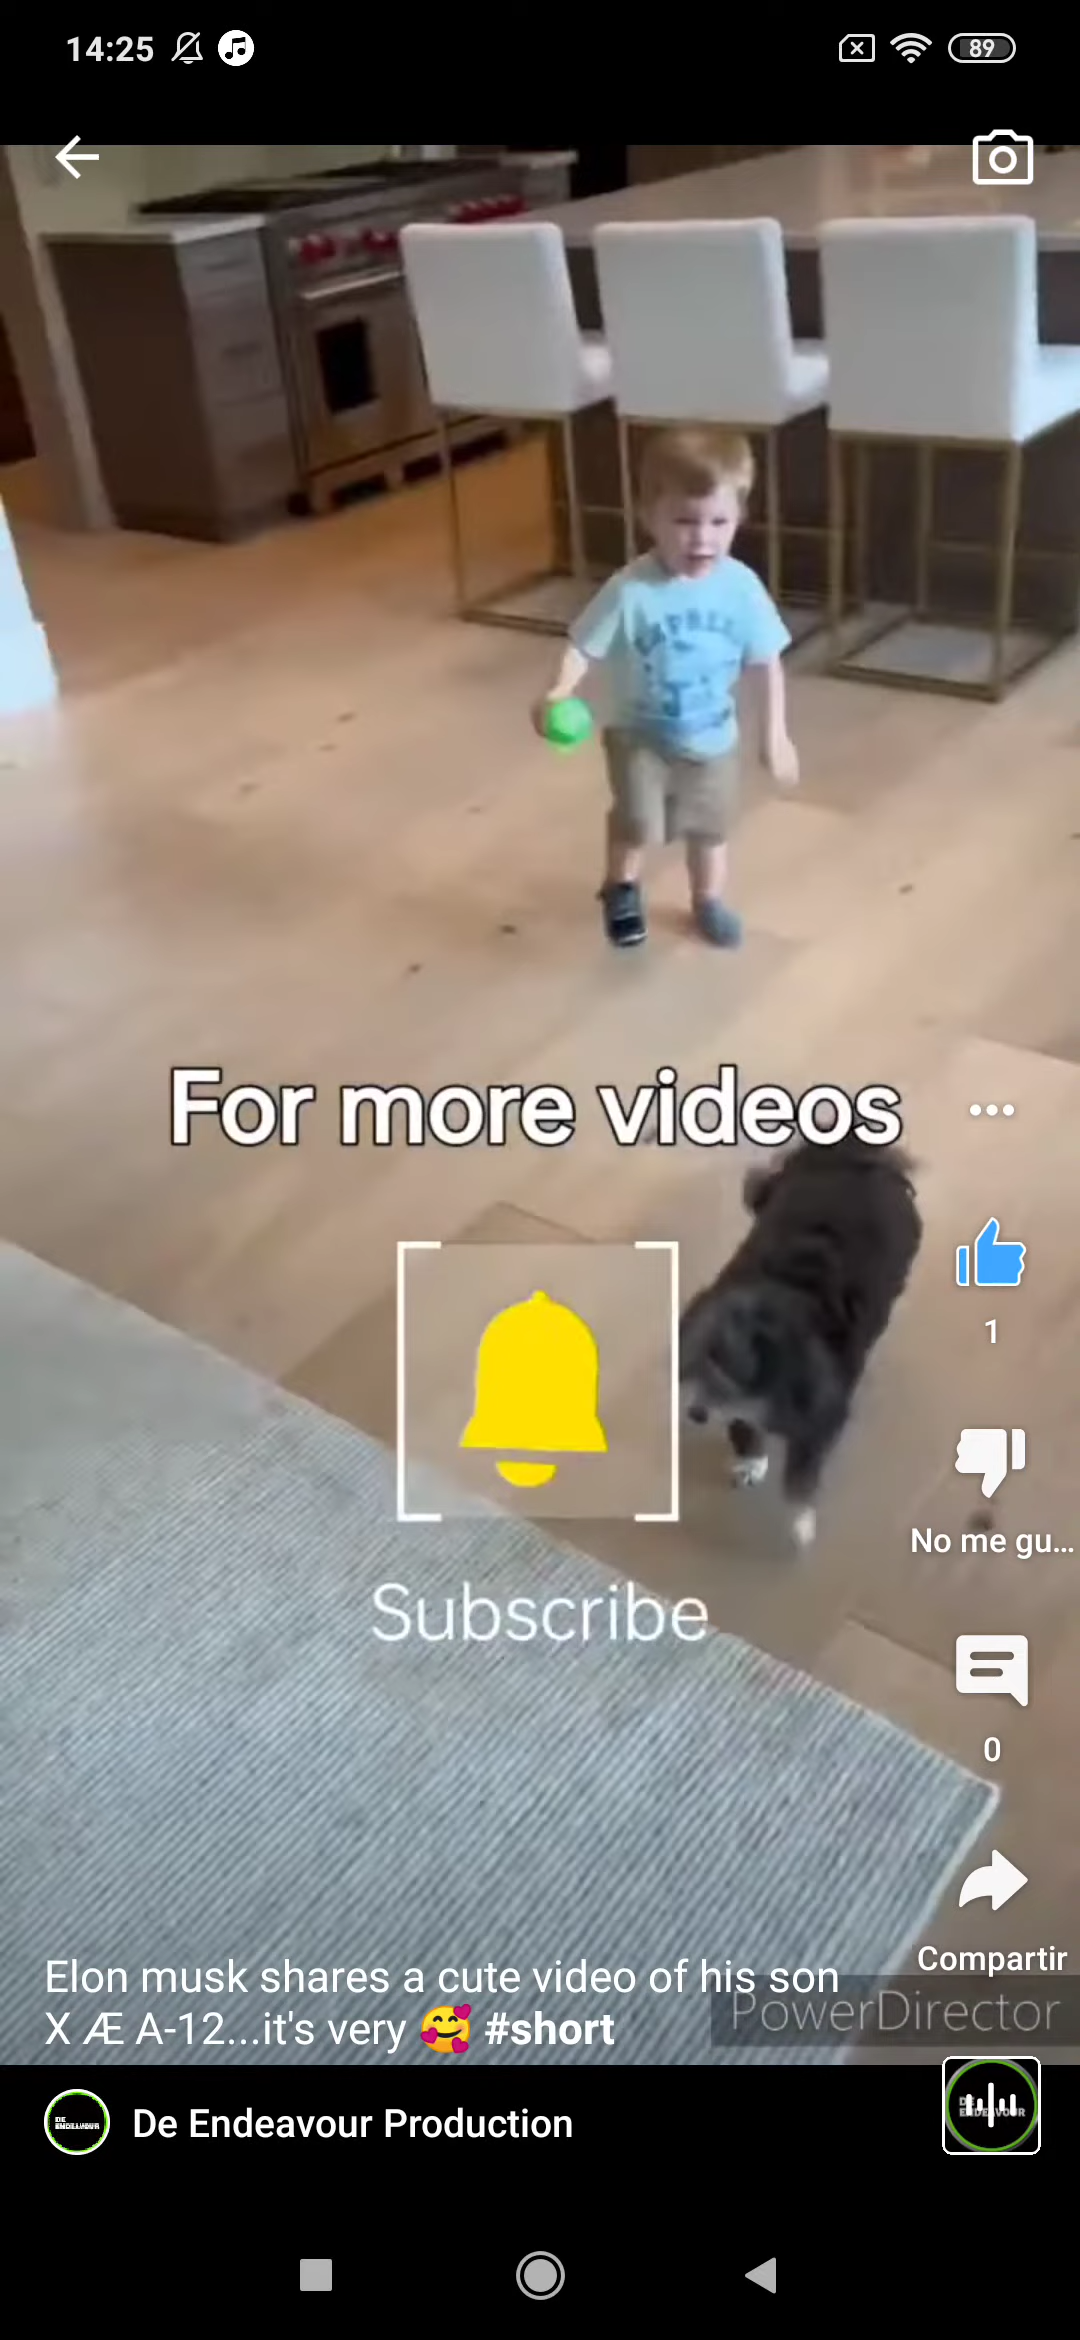 14:25
89
For more videos
1
No me gu...
Subscribe
0
Compartir
Elon musk shares a cute video of his son
X Æ A-12...it's very 🥰 #short
PowerDirector
De Endeavour Production